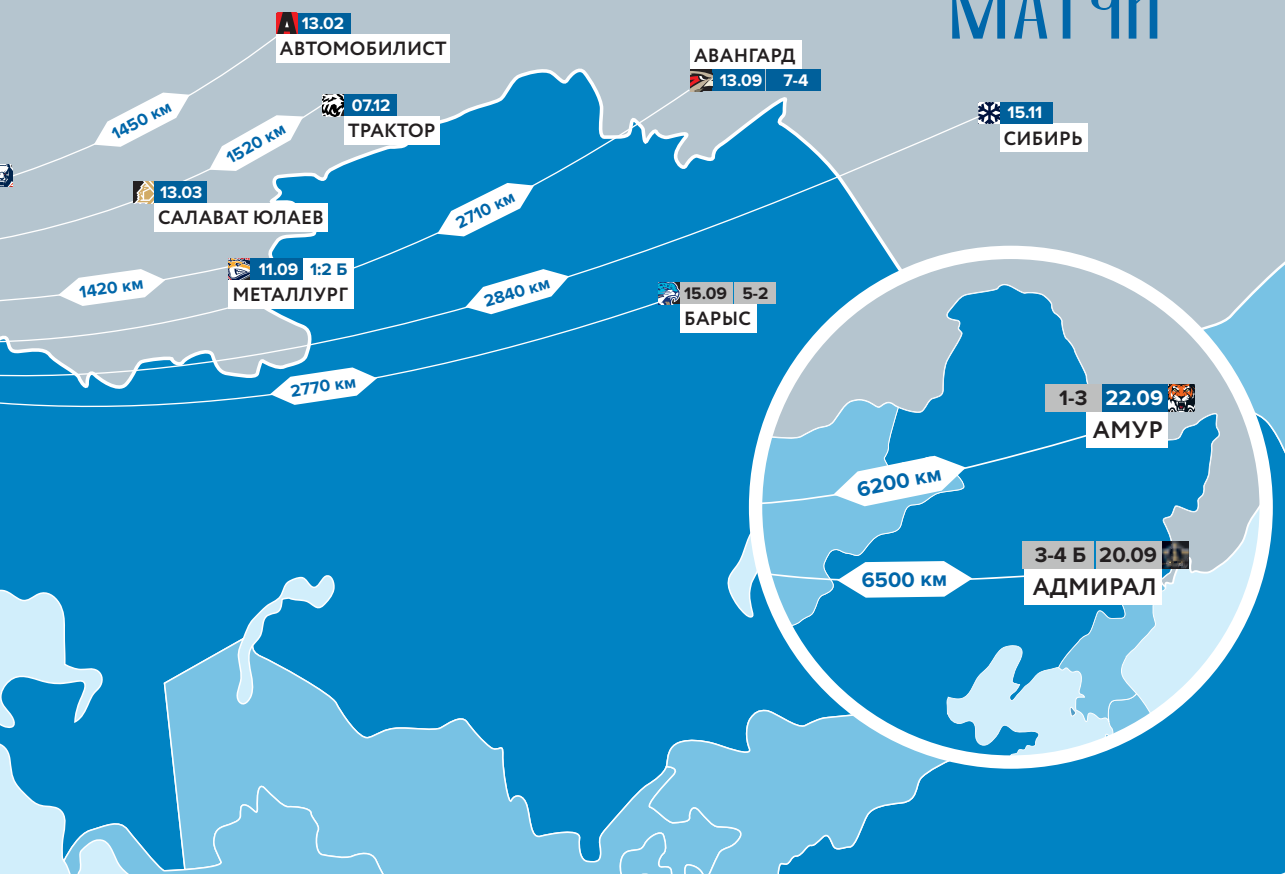 МАТЧИ
13.02
АВТОМОБИЛИСТ
1450 км
07.12
ТРАКТОР
1520 км
АВАНГАРД
13.09 7-4
15.11
СИБИРЬ
13.03
САЛАВАТ ЮЛАЕВ
2710 км
11.09 1:2 Б
МЕТАЛЛУРГ
1420 км
2840 км
15.09 5-2
БАРЫС
2770 км
1-3 22.09
АМУР
6200 км
3-4 Б 20.09
АДМИРАЛ
6500 км